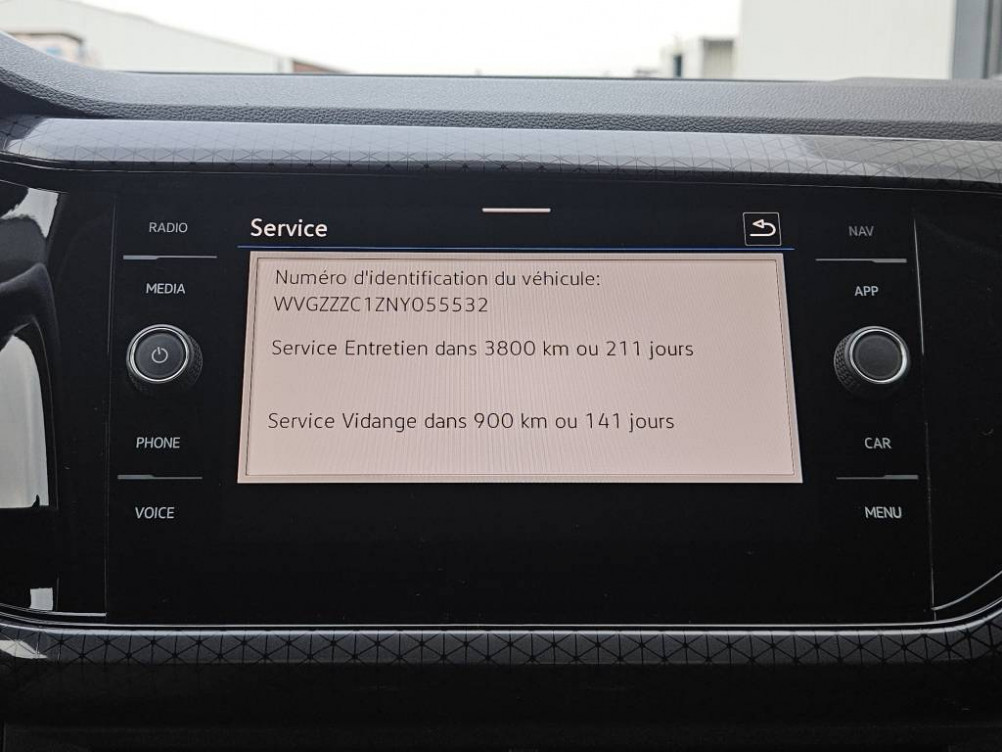 RADIO
MEDIA
PHONE
VOICE
Service
Numéro d'identification du véhicule:
WVGZZZC1ZNY055532
Service Entretien dans 3800 km ou 211 jours
Service Vidange dans 900 km ou 141 jours
NAV
APP
CAR
MENU